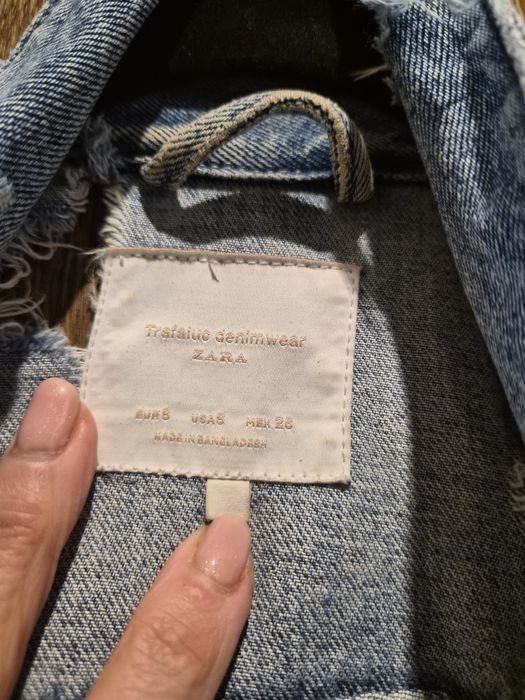 Trafaluc denimwear
ZARA
EUR S USA S MEX 26
MADE IN BANGLADESH